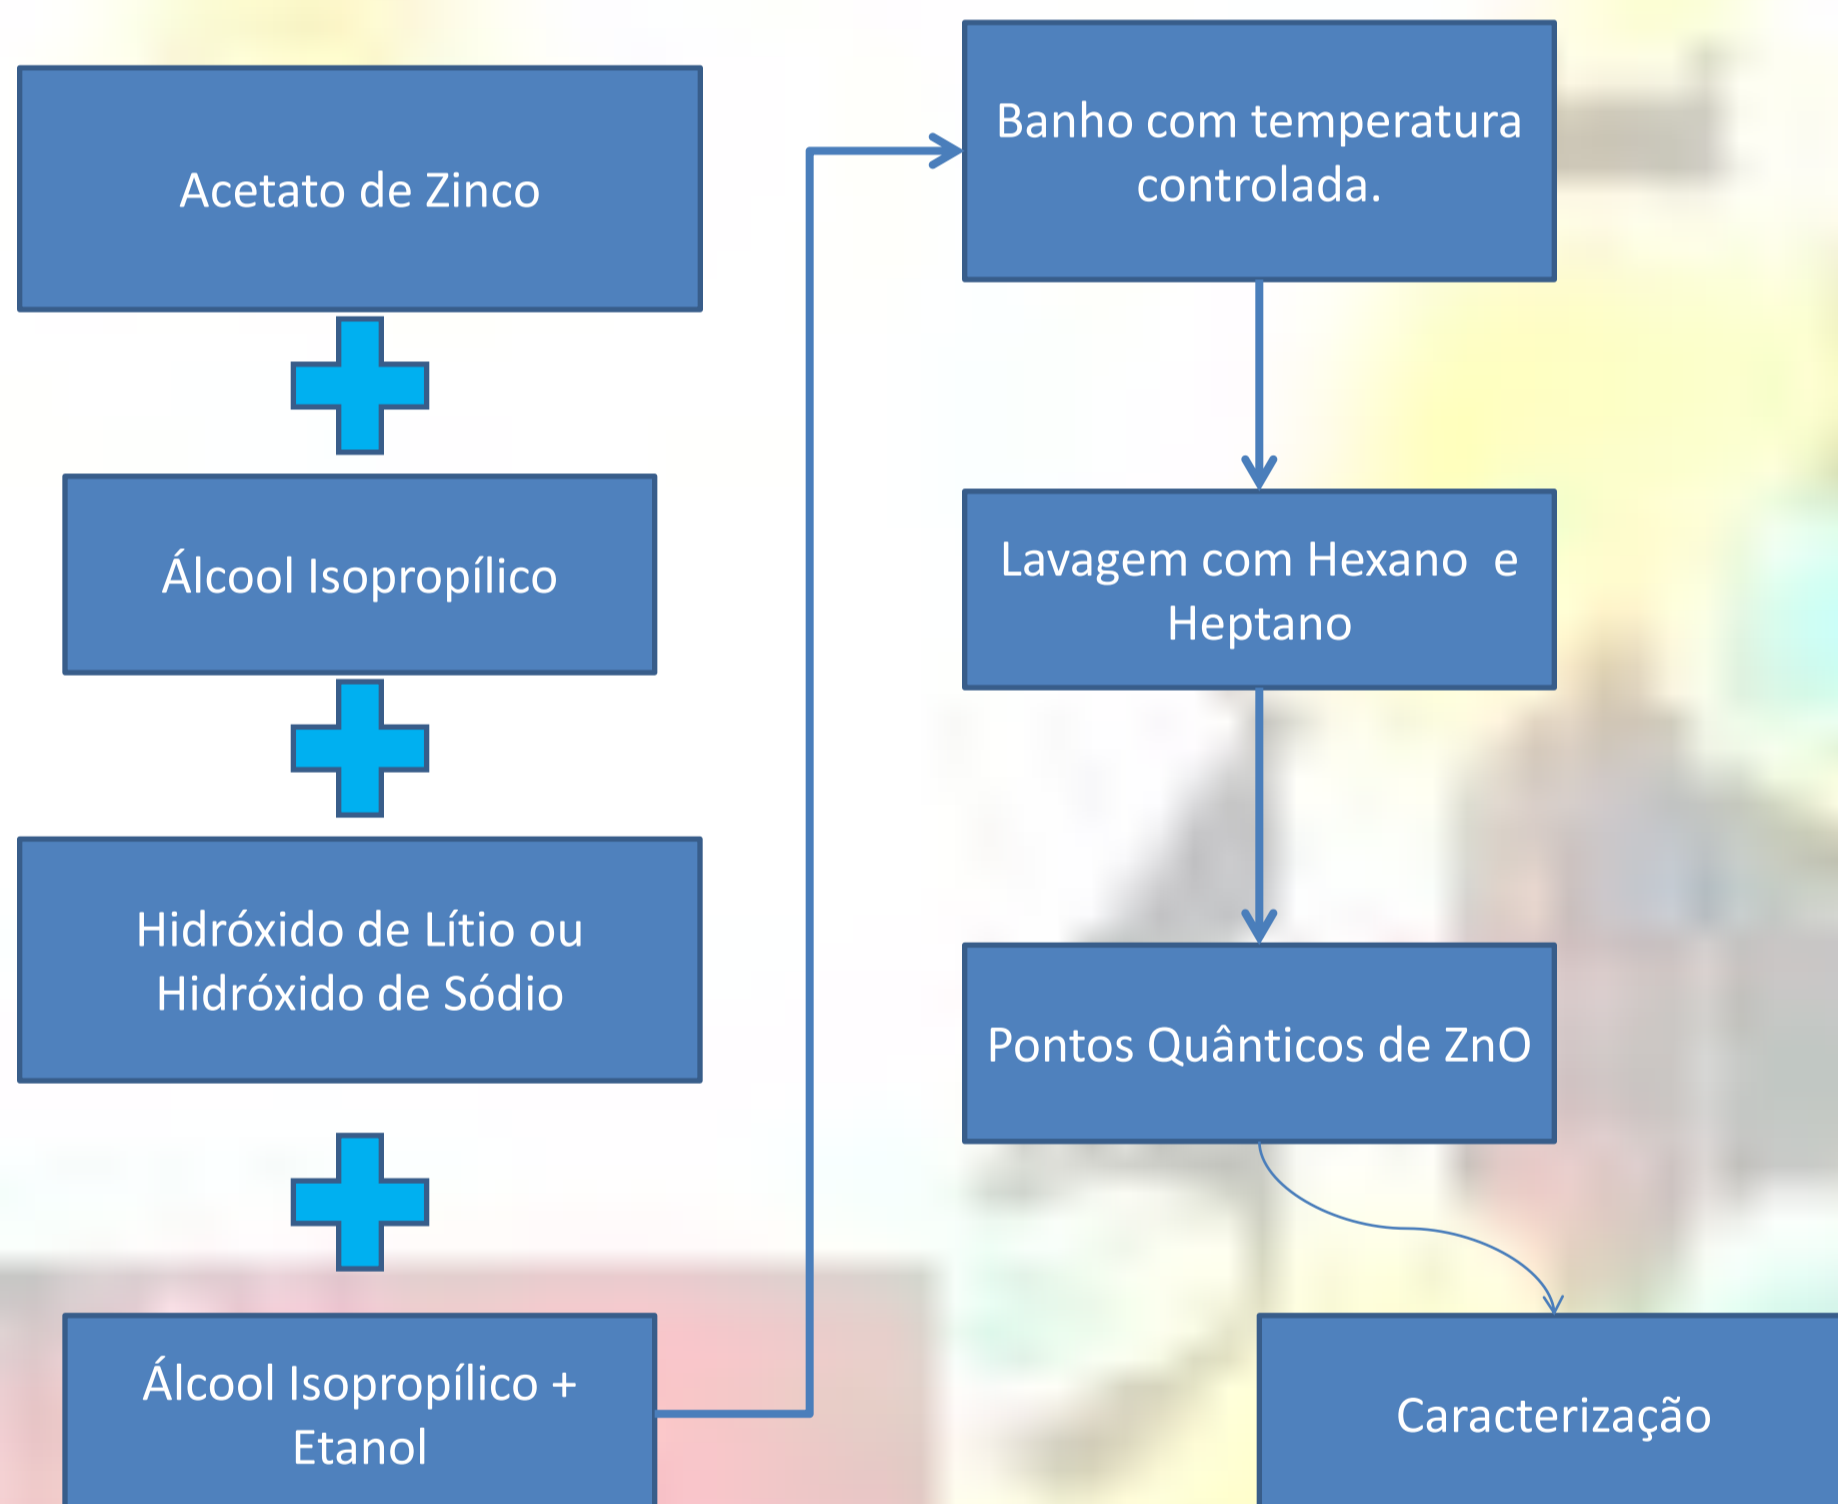 Acetato de Zinco
Álcool Isopropílico
Hidróxido de Lítio ou
Hidróxido de Sódio
Álcool Isopropílico +
Etanol
Banho com temperatura
controlada.
Lavagem com Hexano e
Heptano
Pontos Quânticos de ZnO
Caracterização